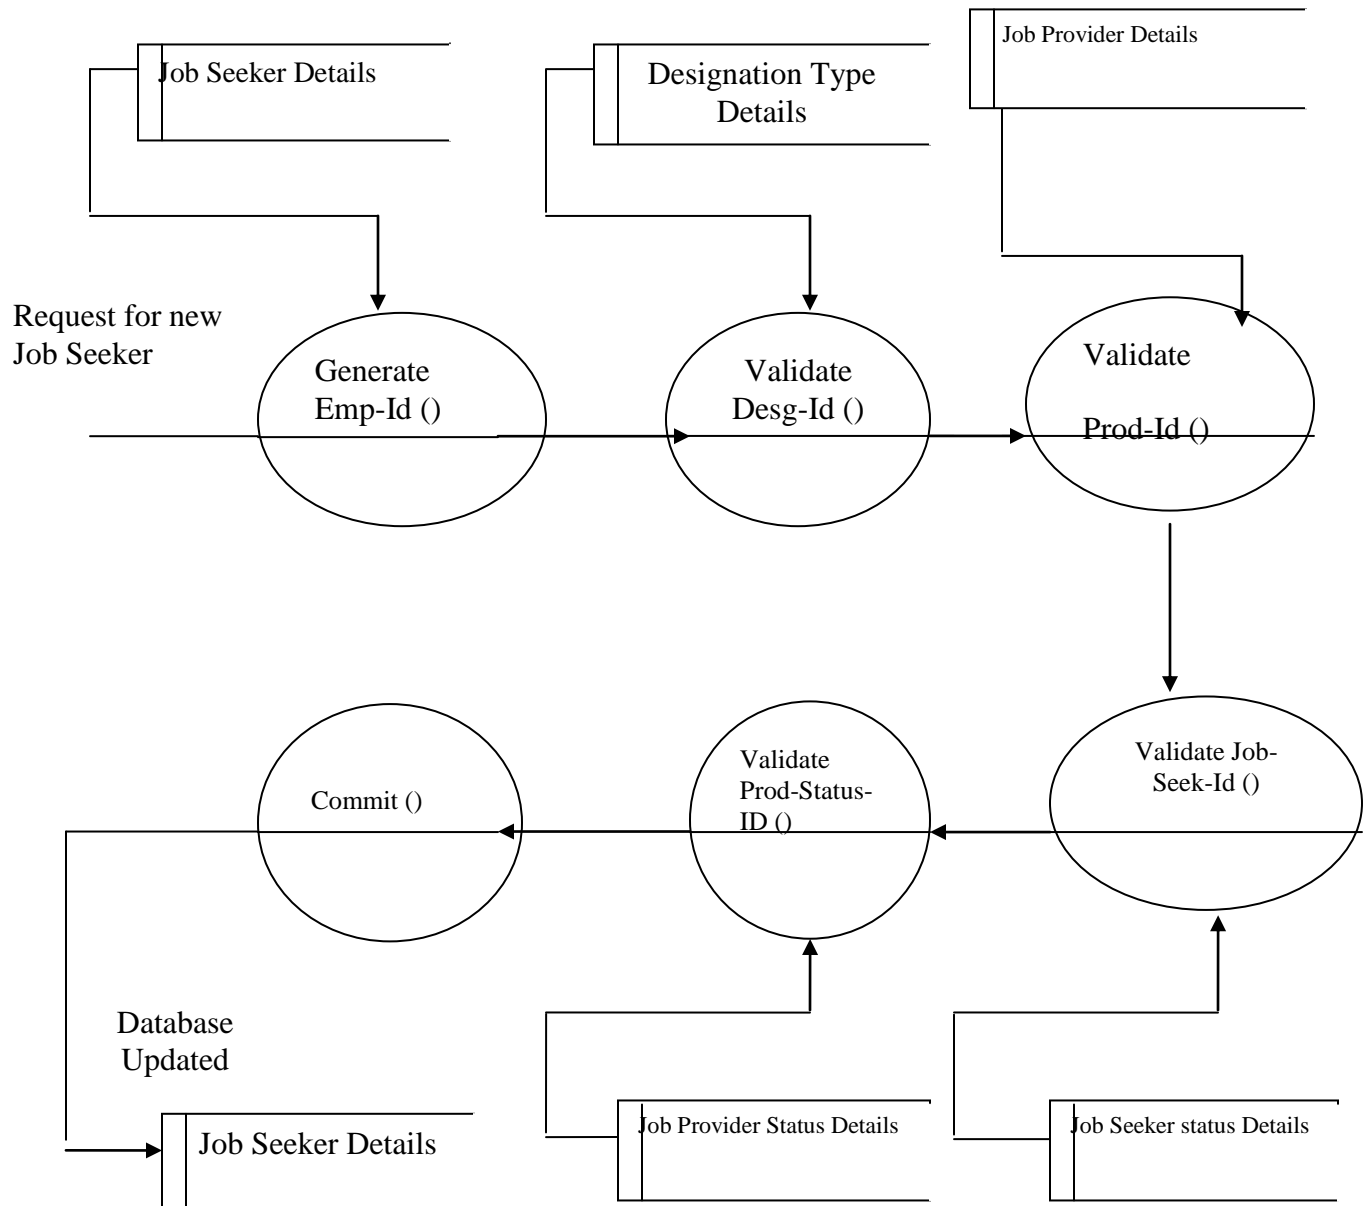 Job Seeker Details
Designation Type
Details
Job Provider Details
Request for new
Job Seeker
Generate
Emp-Id ()
Validate
Desg-Id ()
Validate
Prod-Id ()
Commit ()
Validate
Prod-Status-
ID ()
Validate Job-
Seek-Id ()
Database
Updated
Job Seeker Details
Job Provider Status Details
Job Seeker status Details